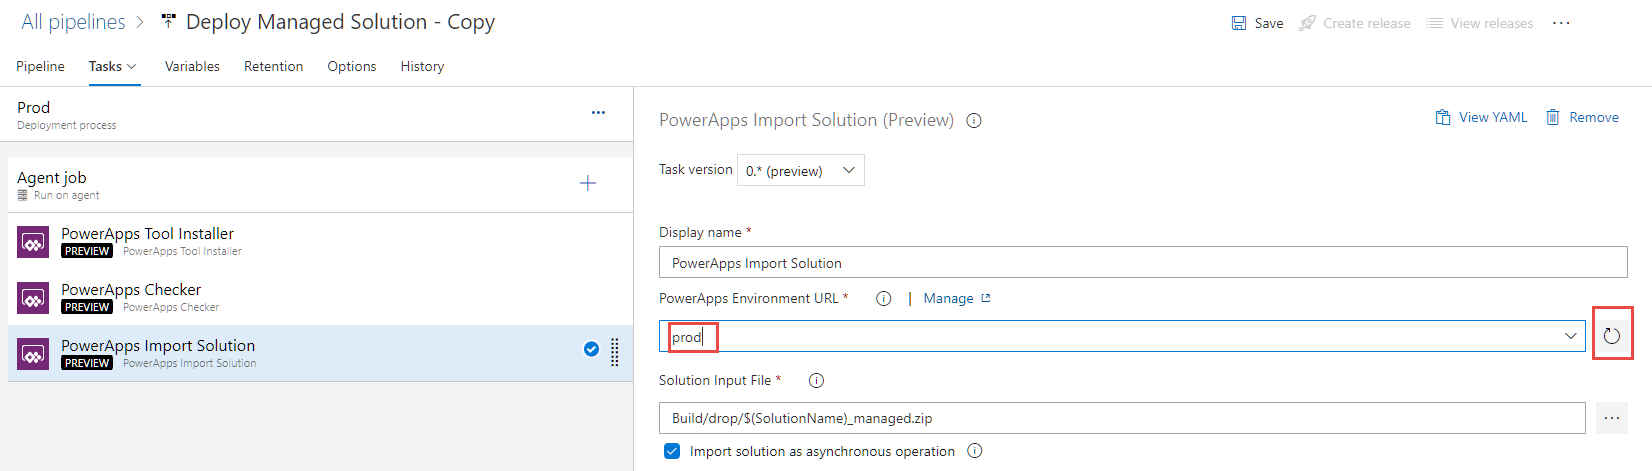 All pipelines > Deploy Managed Solution - Copy
Save Create release View releases ...
Pipeline Tasks Variables Retention Options History
Prod
Deployment process
...
Agent job
Run on agent
PowerApps Tool Installer
PREVIEW PowerApps Tool Installer
PowerApps Checker
PREVIEW PowerApps Checker
PowerApps Import Solution
PREVIEW PowerApps Import Solution
PowerApps Import Solution (Preview)
View YAML Remove
Task version 0.* (preview)
Display name *
PowerApps Import Solution
PowerApps Environment URL * | Manage
prod
Solution Input File *
Build/drop/$(SolutionName)_managed.zip
...
Import solution as asynchronous operation